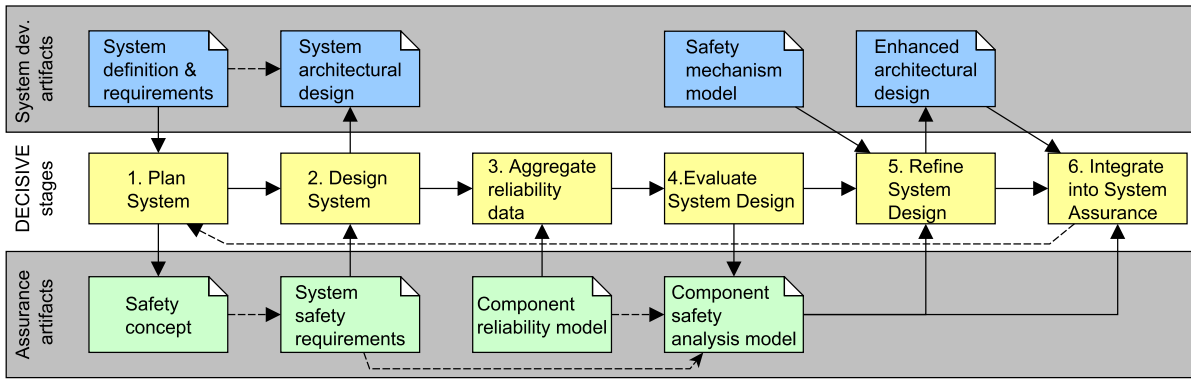 System dev.
artifacts
System
definition &
requirements
System
architectural
design
Safety
mechanism
model
Enhanced
architectural
design
DECISIVE
stages
1. Plan
System
2. Design
System
3. Aggregate
reliability
data
4.Evaluate
System Design
5. Refine
System
Design
6. Integrate
into System
Assurance
Assurance
artifacts
Safety
concept
System
safety
requirements
Component
reliability model
Component
safety
analysis model